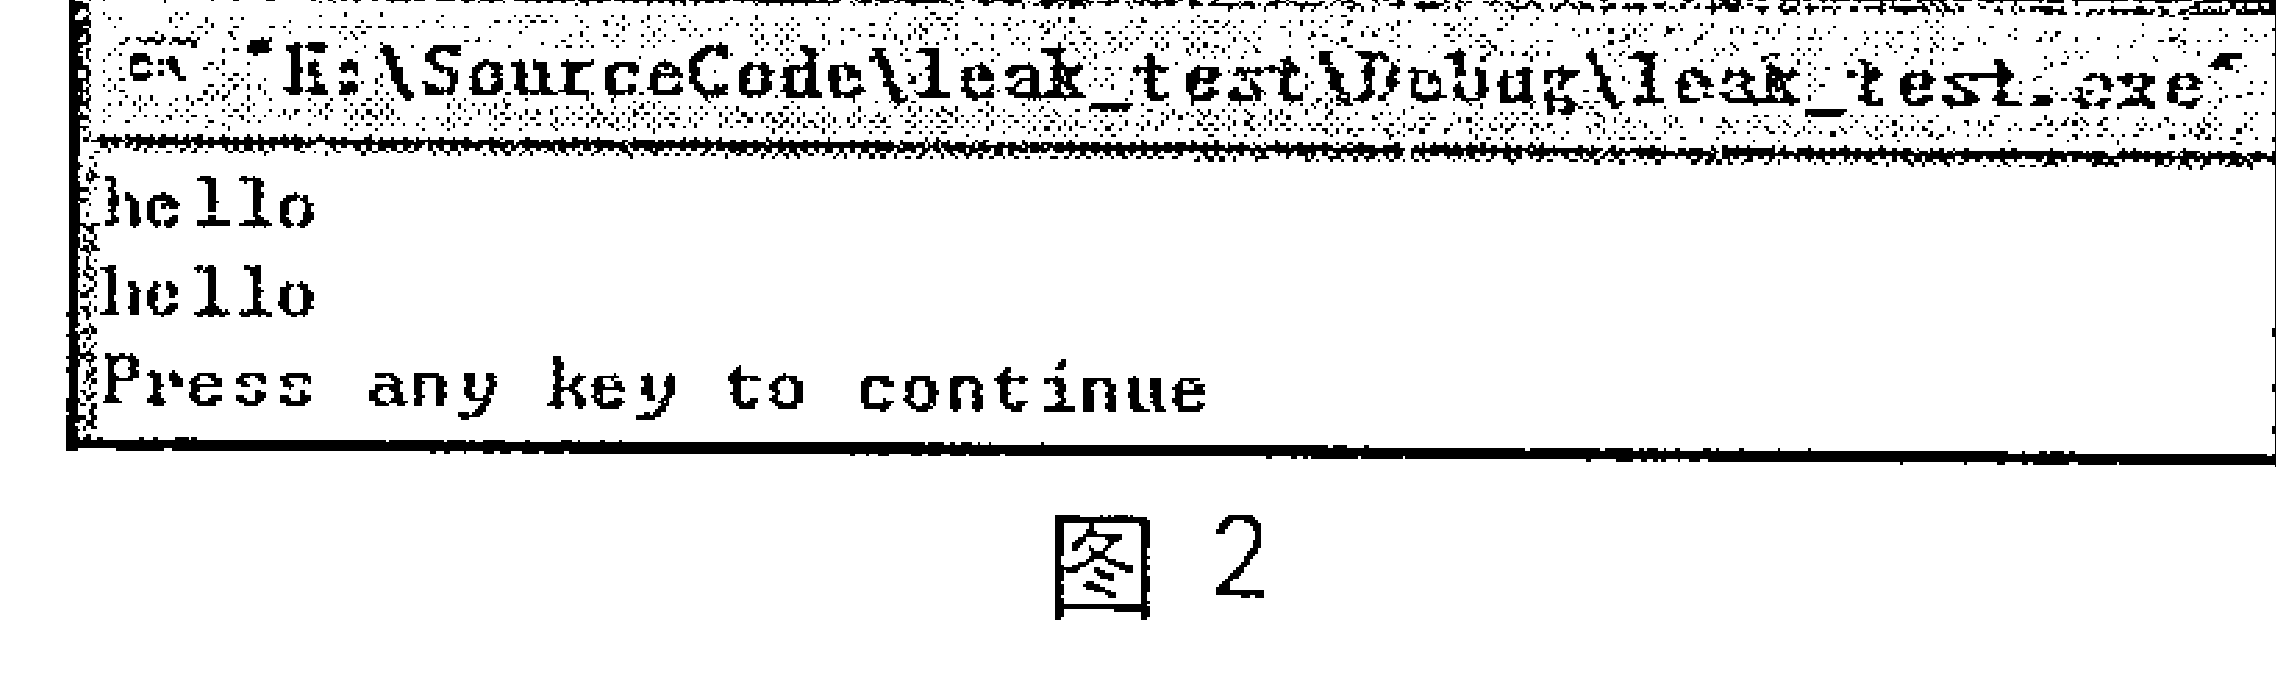 "K:\SourceCode\leak_test\Debug\leak_test.exe"
hello
hello
Press any key to continue
图 2